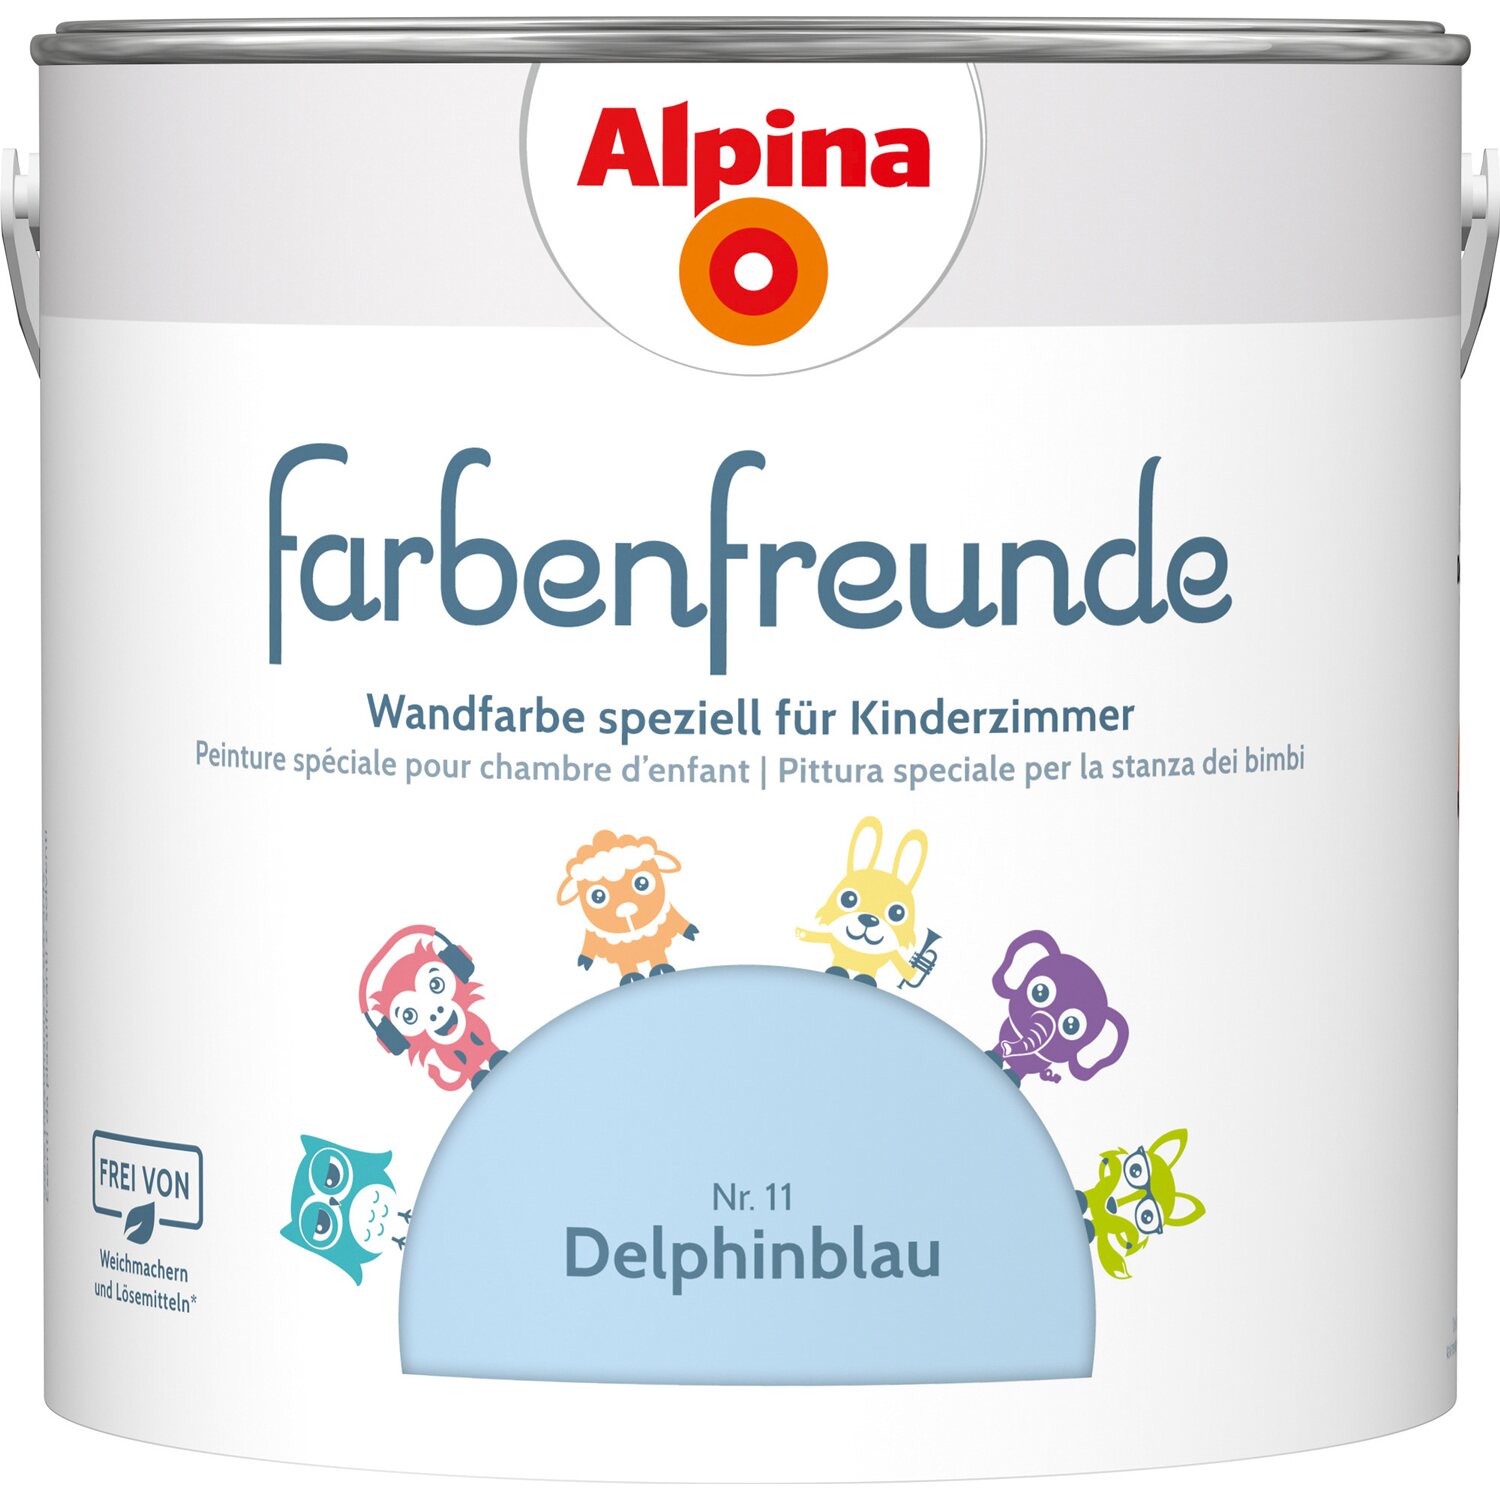 Alpina
farbenfreunde
Wandfarbe speziell für Kinderzimmer
Peinture spéciale pour chambre d'enfant | Pittura speciale per la stanza dei bimbi
Nr. 11
Delphinblau
FREI VON
Weichmachern
und Lösemitteln*